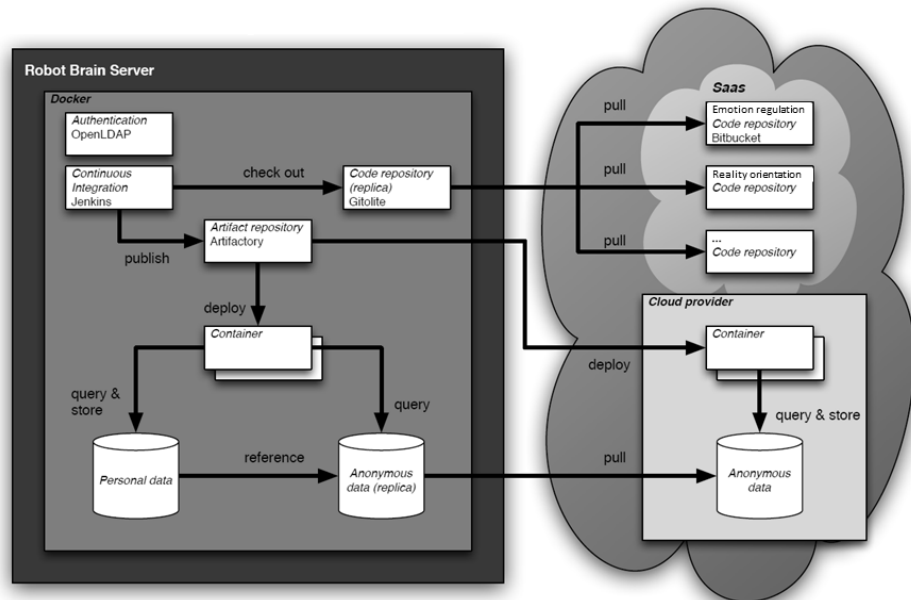 Robot Brain Server
Docker
Authentication
OpenLDAP
Continuous
Integration
Jenkins
check out
Code repository
(replica)
Gitolite
publish
Artifact repository
Artifactory
deploy
Container
query &
store
query
Personal data
reference
Anonymous
data (replica)
Saas
pull
Emotion regulation
Code repository
Bitbucket
pull
Reality orientation
Code repository
pull
...
Code repository
Cloud provider
deploy
Container
query & store
pull
Anonymous
data